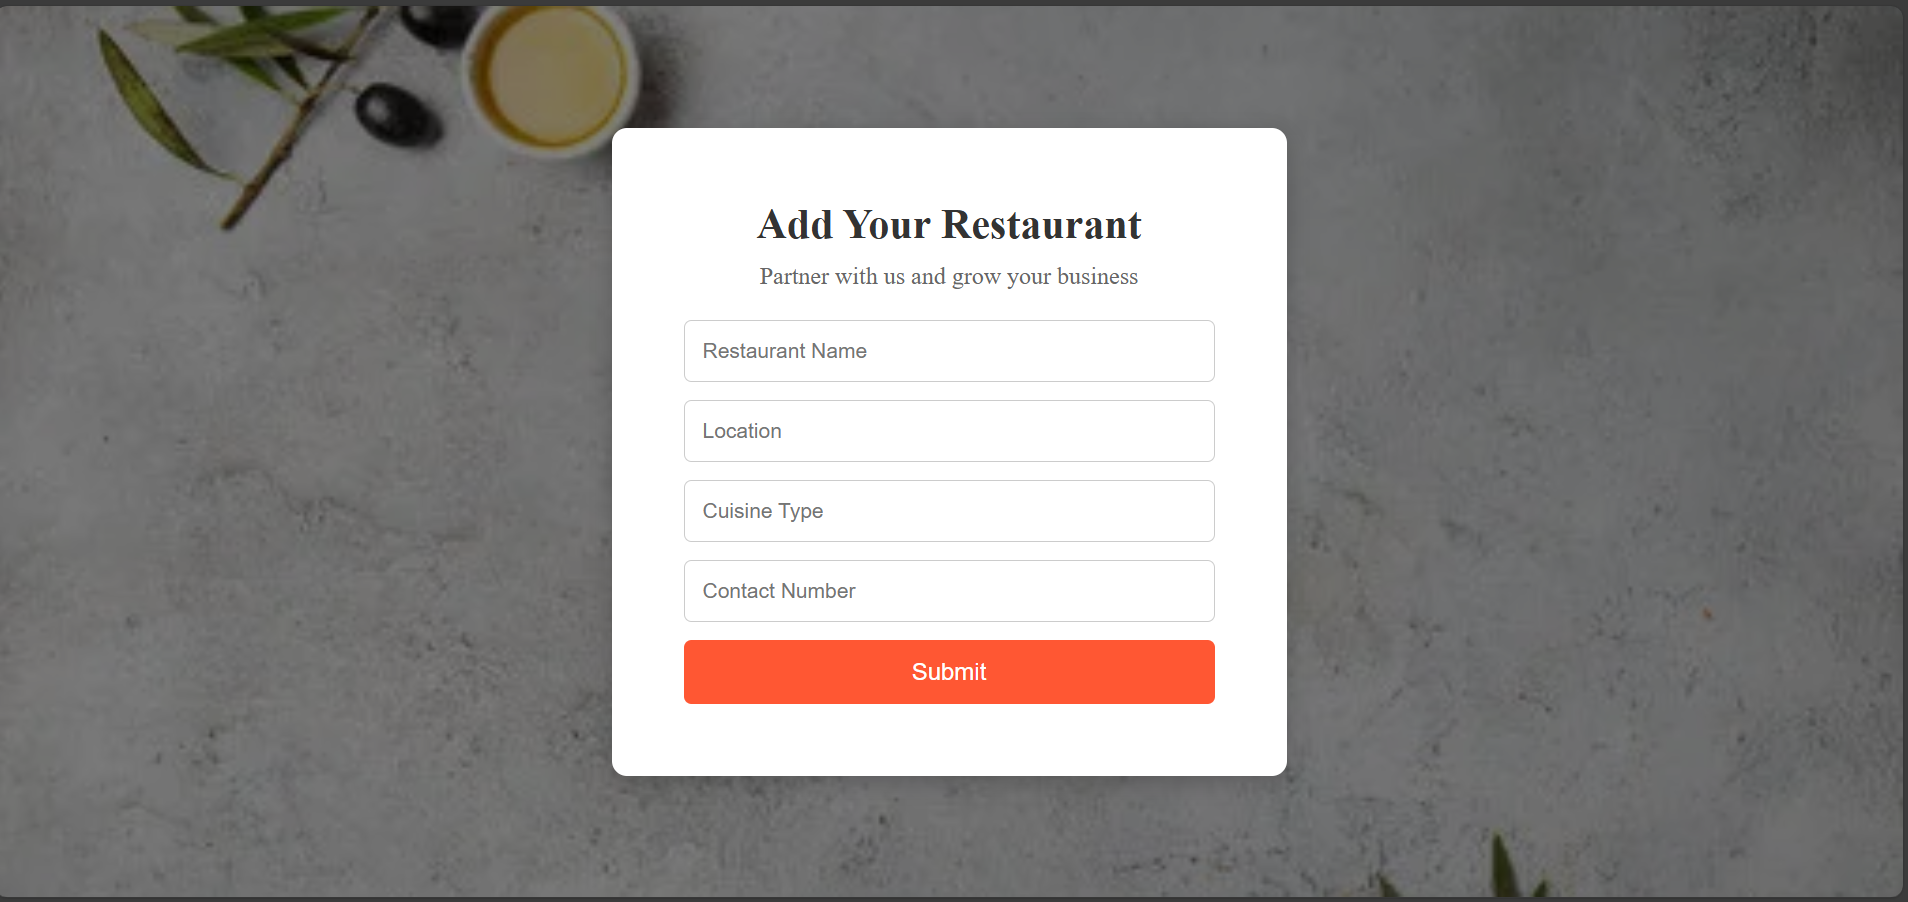 Add Your Restaurant
Partner with us and grow your business
Restaurant Name
Location
Cuisine Type
Contact Number
Submit